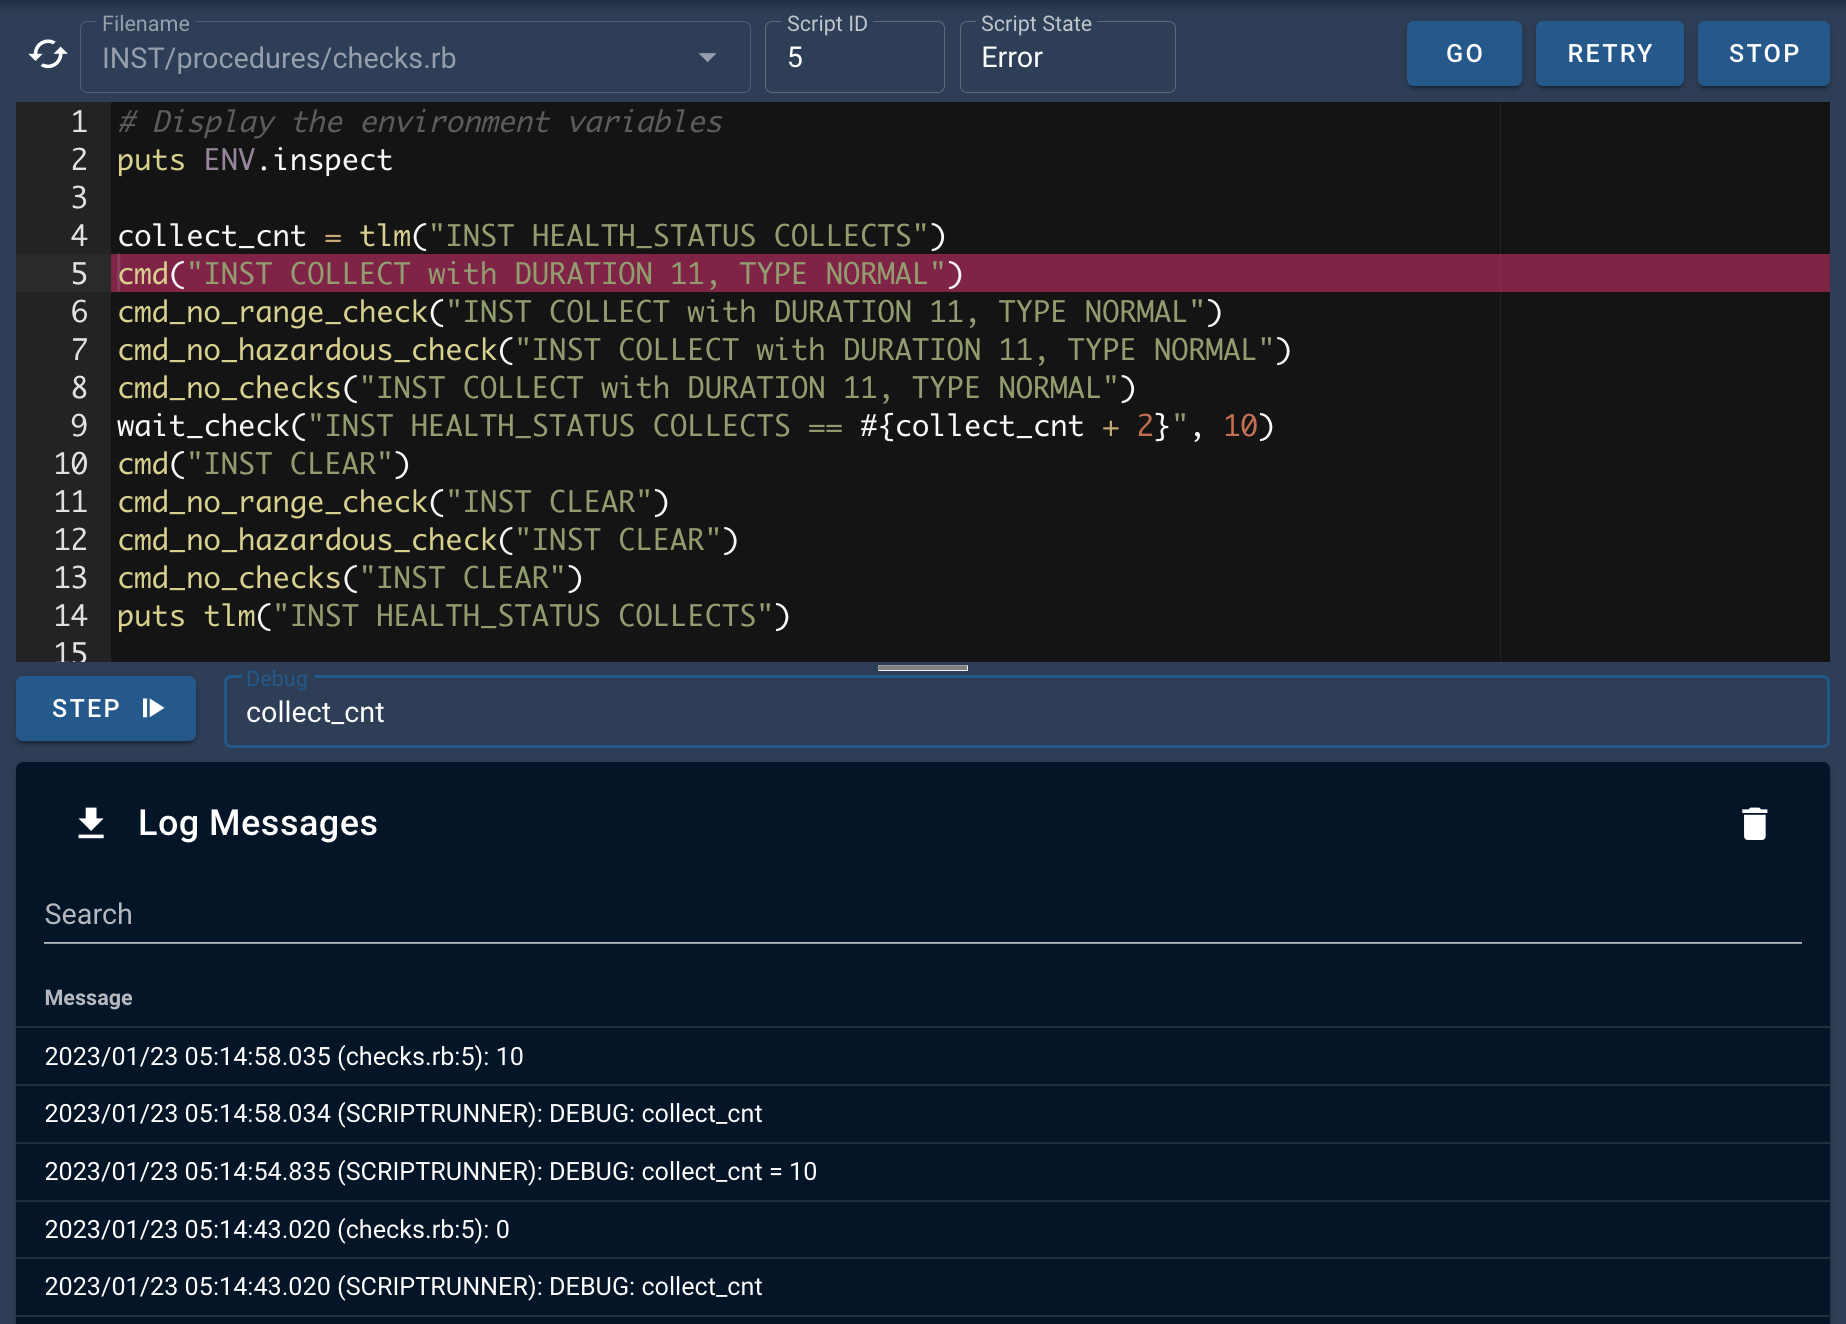 Filename
INST/procedures/checks.rb
Script ID
5
Script State
Error
GO
RETRY
STOP
1 # Display the environment variables
2 puts ENV.inspect
3
4 collect_cnt = tlm("INST HEALTH_STATUS COLLECTS")
5 cmd("INST COLLECT with DURATION 11, TYPE NORMAL")
6 cmd_no_range_check("INST COLLECT with DURATION 11, TYPE NORMAL")
7 cmd_no_hazardous_check("INST COLLECT with DURATION 11, TYPE NORMAL")
8 cmd_no_checks("INST COLLECT with DURATION 11, TYPE NORMAL")
9 wait_check("INST HEALTH_STATUS COLLECTS == #{collect_cnt + 2}", 10)
10 cmd("INST CLEAR")
11 cmd_no_range_check("INST CLEAR")
12 cmd_no_hazardous_check("INST CLEAR")
13 cmd_no_checks("INST CLEAR")
14 puts tlm("INST HEALTH_STATUS COLLECTS")
15
STEP
Debug
collect_cnt
Log Messages
Search
Message
2023/01/23 05:14:58.035 (checks.rb:5): 10
2023/01/23 05:14:58.034 (SCRIPTRUNNER): DEBUG: collect_cnt
2023/01/23 05:14:54.835 (SCRIPTRUNNER): DEBUG: collect_cnt = 10
2023/01/23 05:14:43.020 (checks.rb:5): 0
2023/01/23 05:14:43.020 (SCRIPTRUNNER): DEBUG: collect_cnt